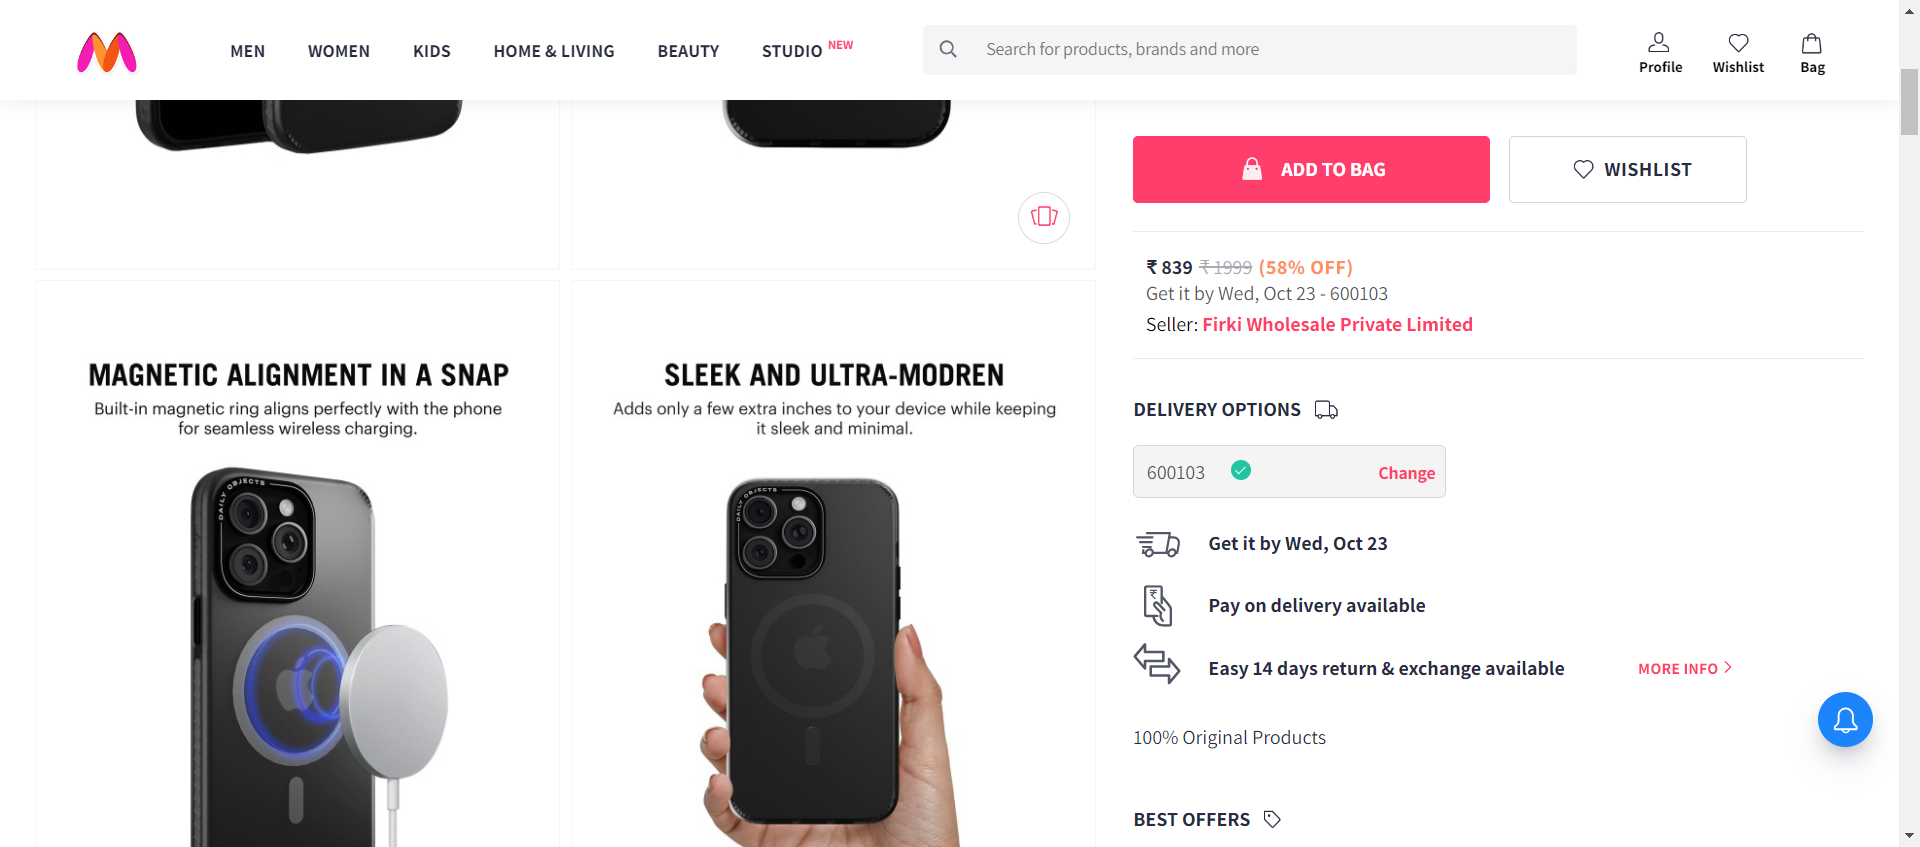 MEN WOMEN KIDS HOME & LIVING BEAUTY STUDIO NEW
Search for products, brands and more
Profile Wishlist Bag
ADD TO BAG
WISHLIST
₹ 839 ₹ 1999 (58% OFF)
Get it by Wed, Oct 23 - 600103
Seller: Firki Wholesale Private Limited
MAGNETIC ALIGNMENT IN A SNAP
Built-in magnetic ring aligns perfectly with the phone
for seamless wireless charging.
DAILY OBJECTS
SLEEK AND ULTRA-MODREN
Adds only a few extra inches to your device while keeping
it sleek and minimal.
DAILY OBJECTS
DELIVERY OPTIONS
600103 Change
Get it by Wed, Oct 23
Pay on delivery available
Easy 14 days return & exchange available MORE INFO
100% Original Products
BEST OFFERS